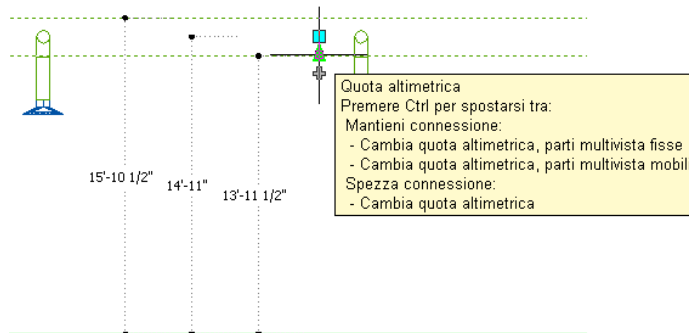 Quota altimetrica
Premere Ctrl per spostarsi tra:
Mantieni connessione:
- Cambia quota altimetrica, parti multivista fisse
- Cambia quota altimetrica, parti multivista mobili
Spezza connessione:
- Cambia quota altimetrica
15'-10 1/2"
14'-11"
13'-11 1/2"